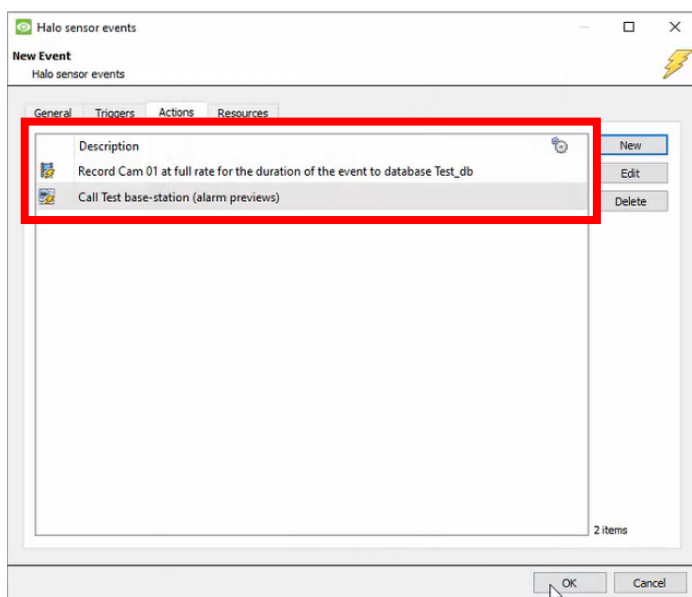 Halo sensor events
New Event
Halo sensor events
General Triggers Actions Resources
Description
New
Record Cam 01 at full rate for the duration of the event to database Test_db
Edit
Call Test base-station (alarm previews)
Delete
2 items
OK Cancel